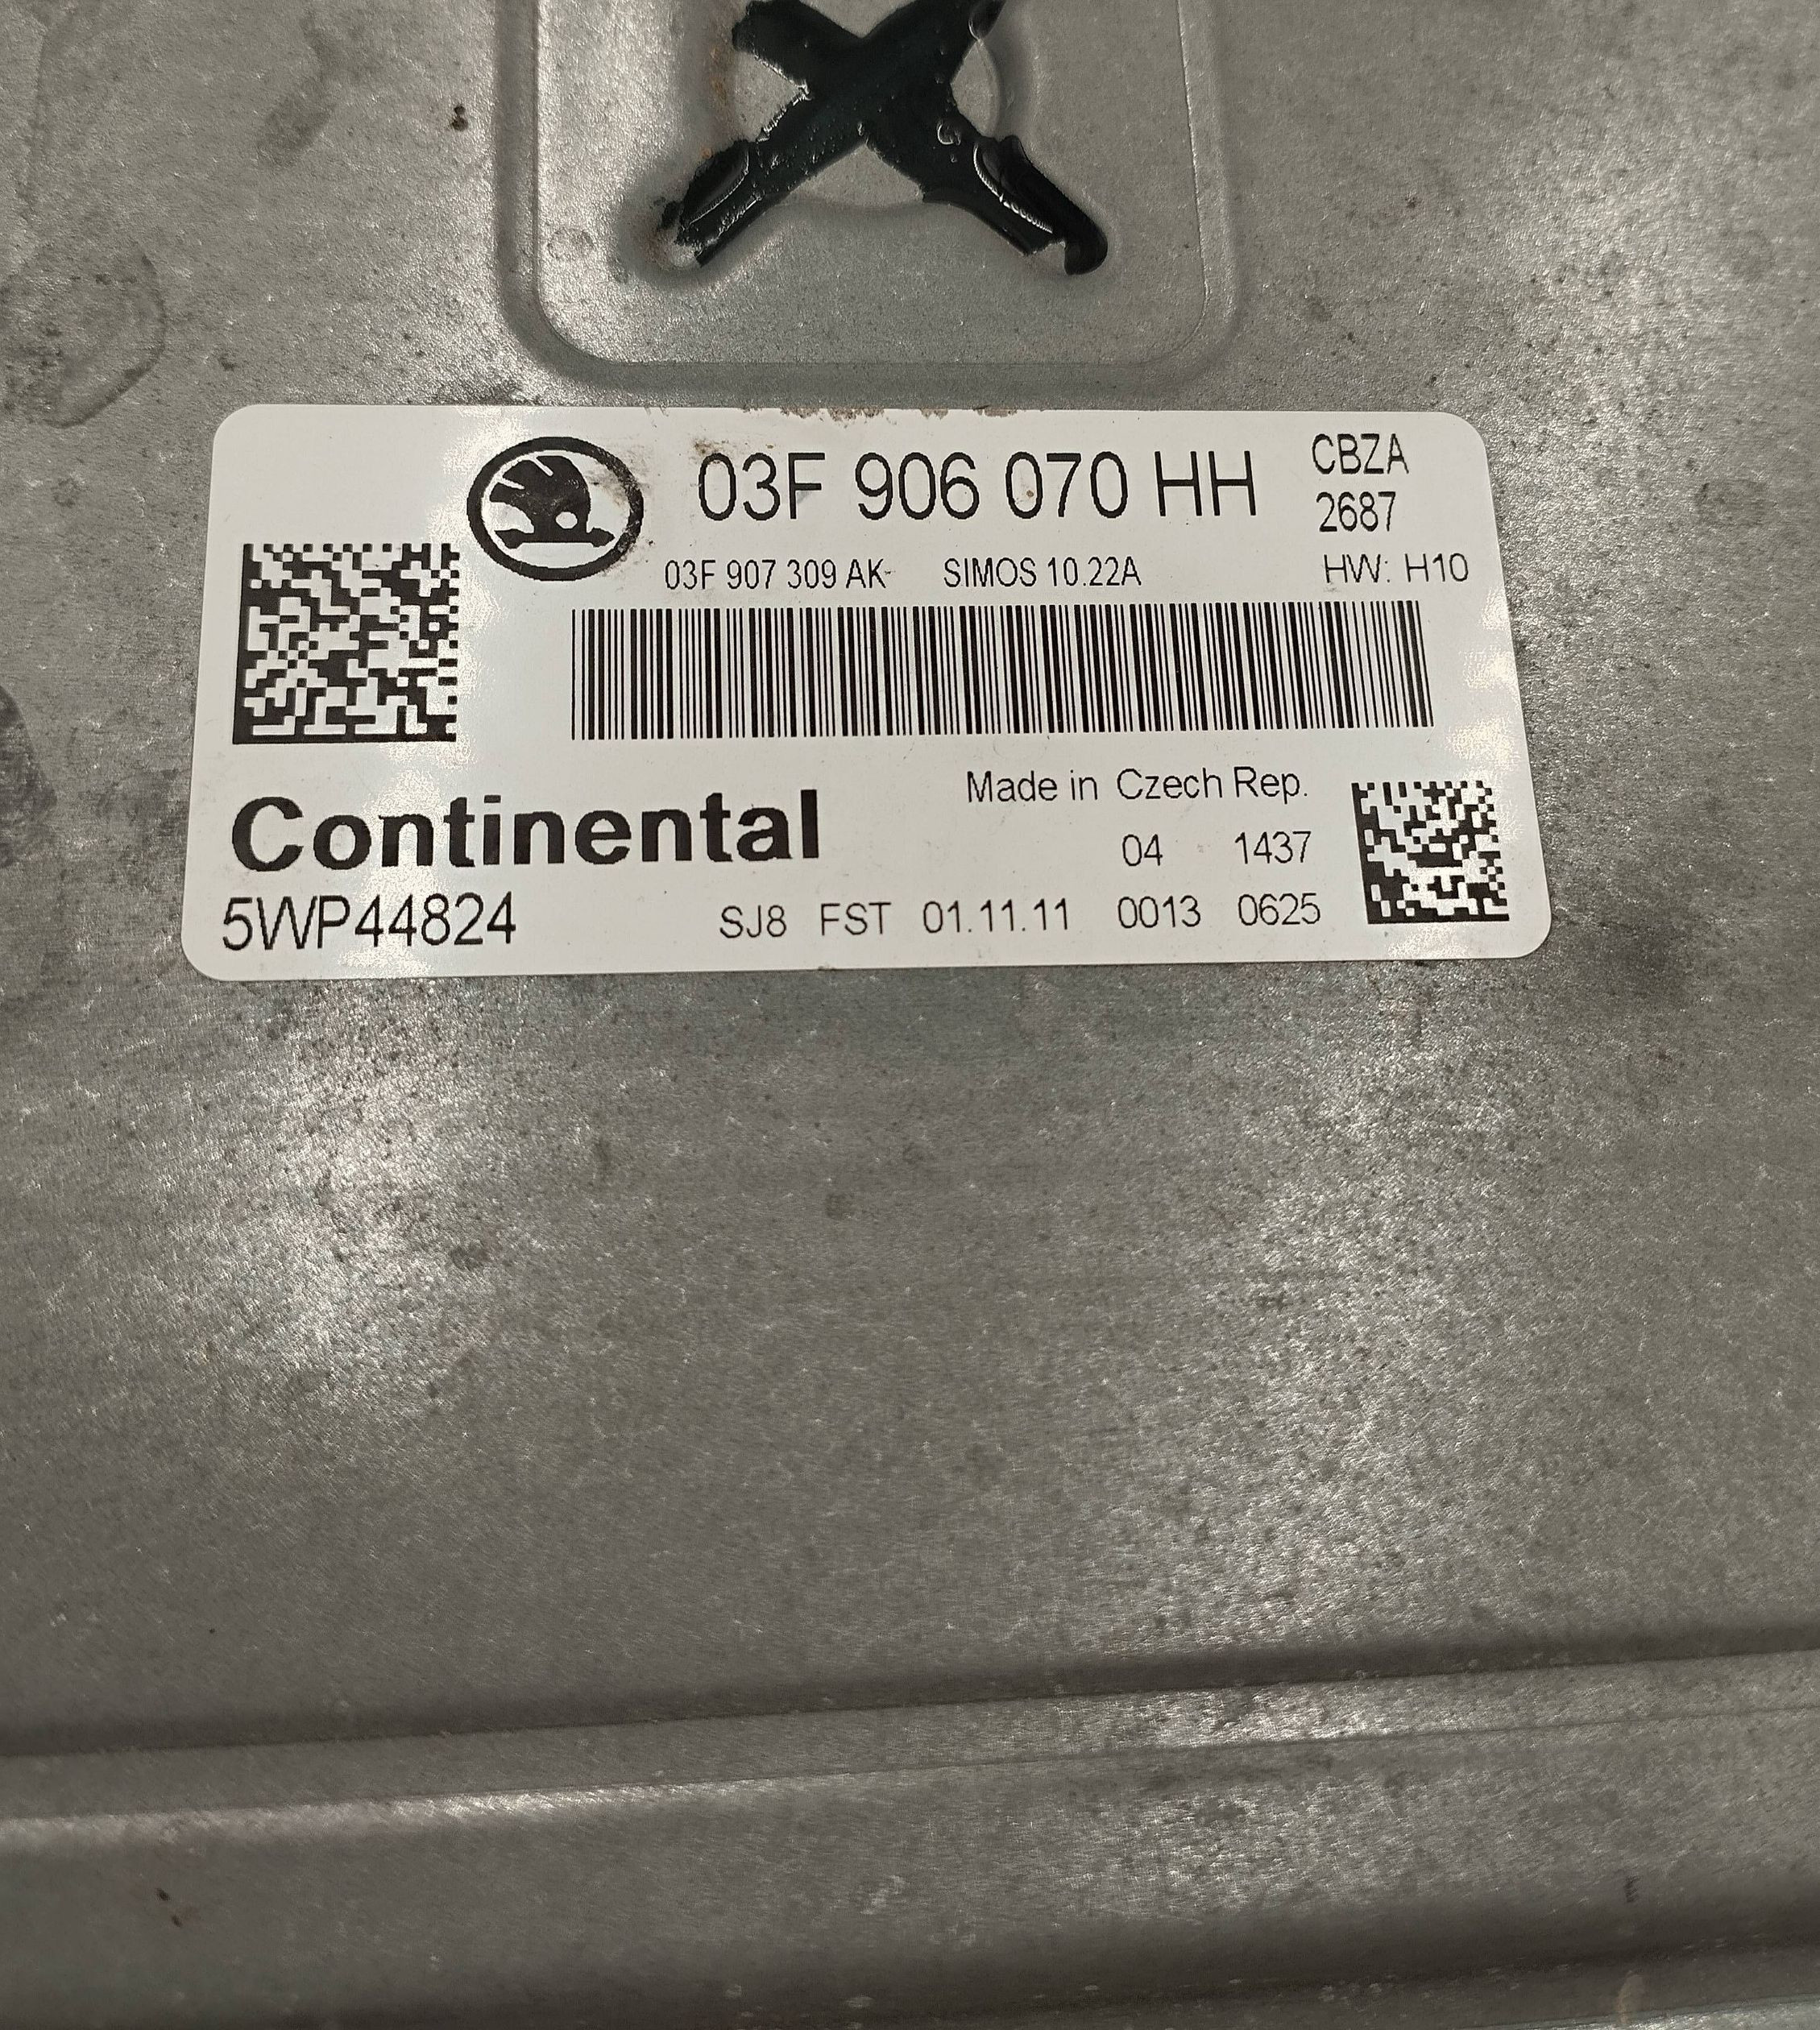 03F 906 070 HH
CBZA
2687
03F 907 309 AK
SIMOS 10.22A
HW: H10
Made in Czech Rep.
Continental
04 1437
5WP44824
SJ8 FST 01.11.11 0013 0625